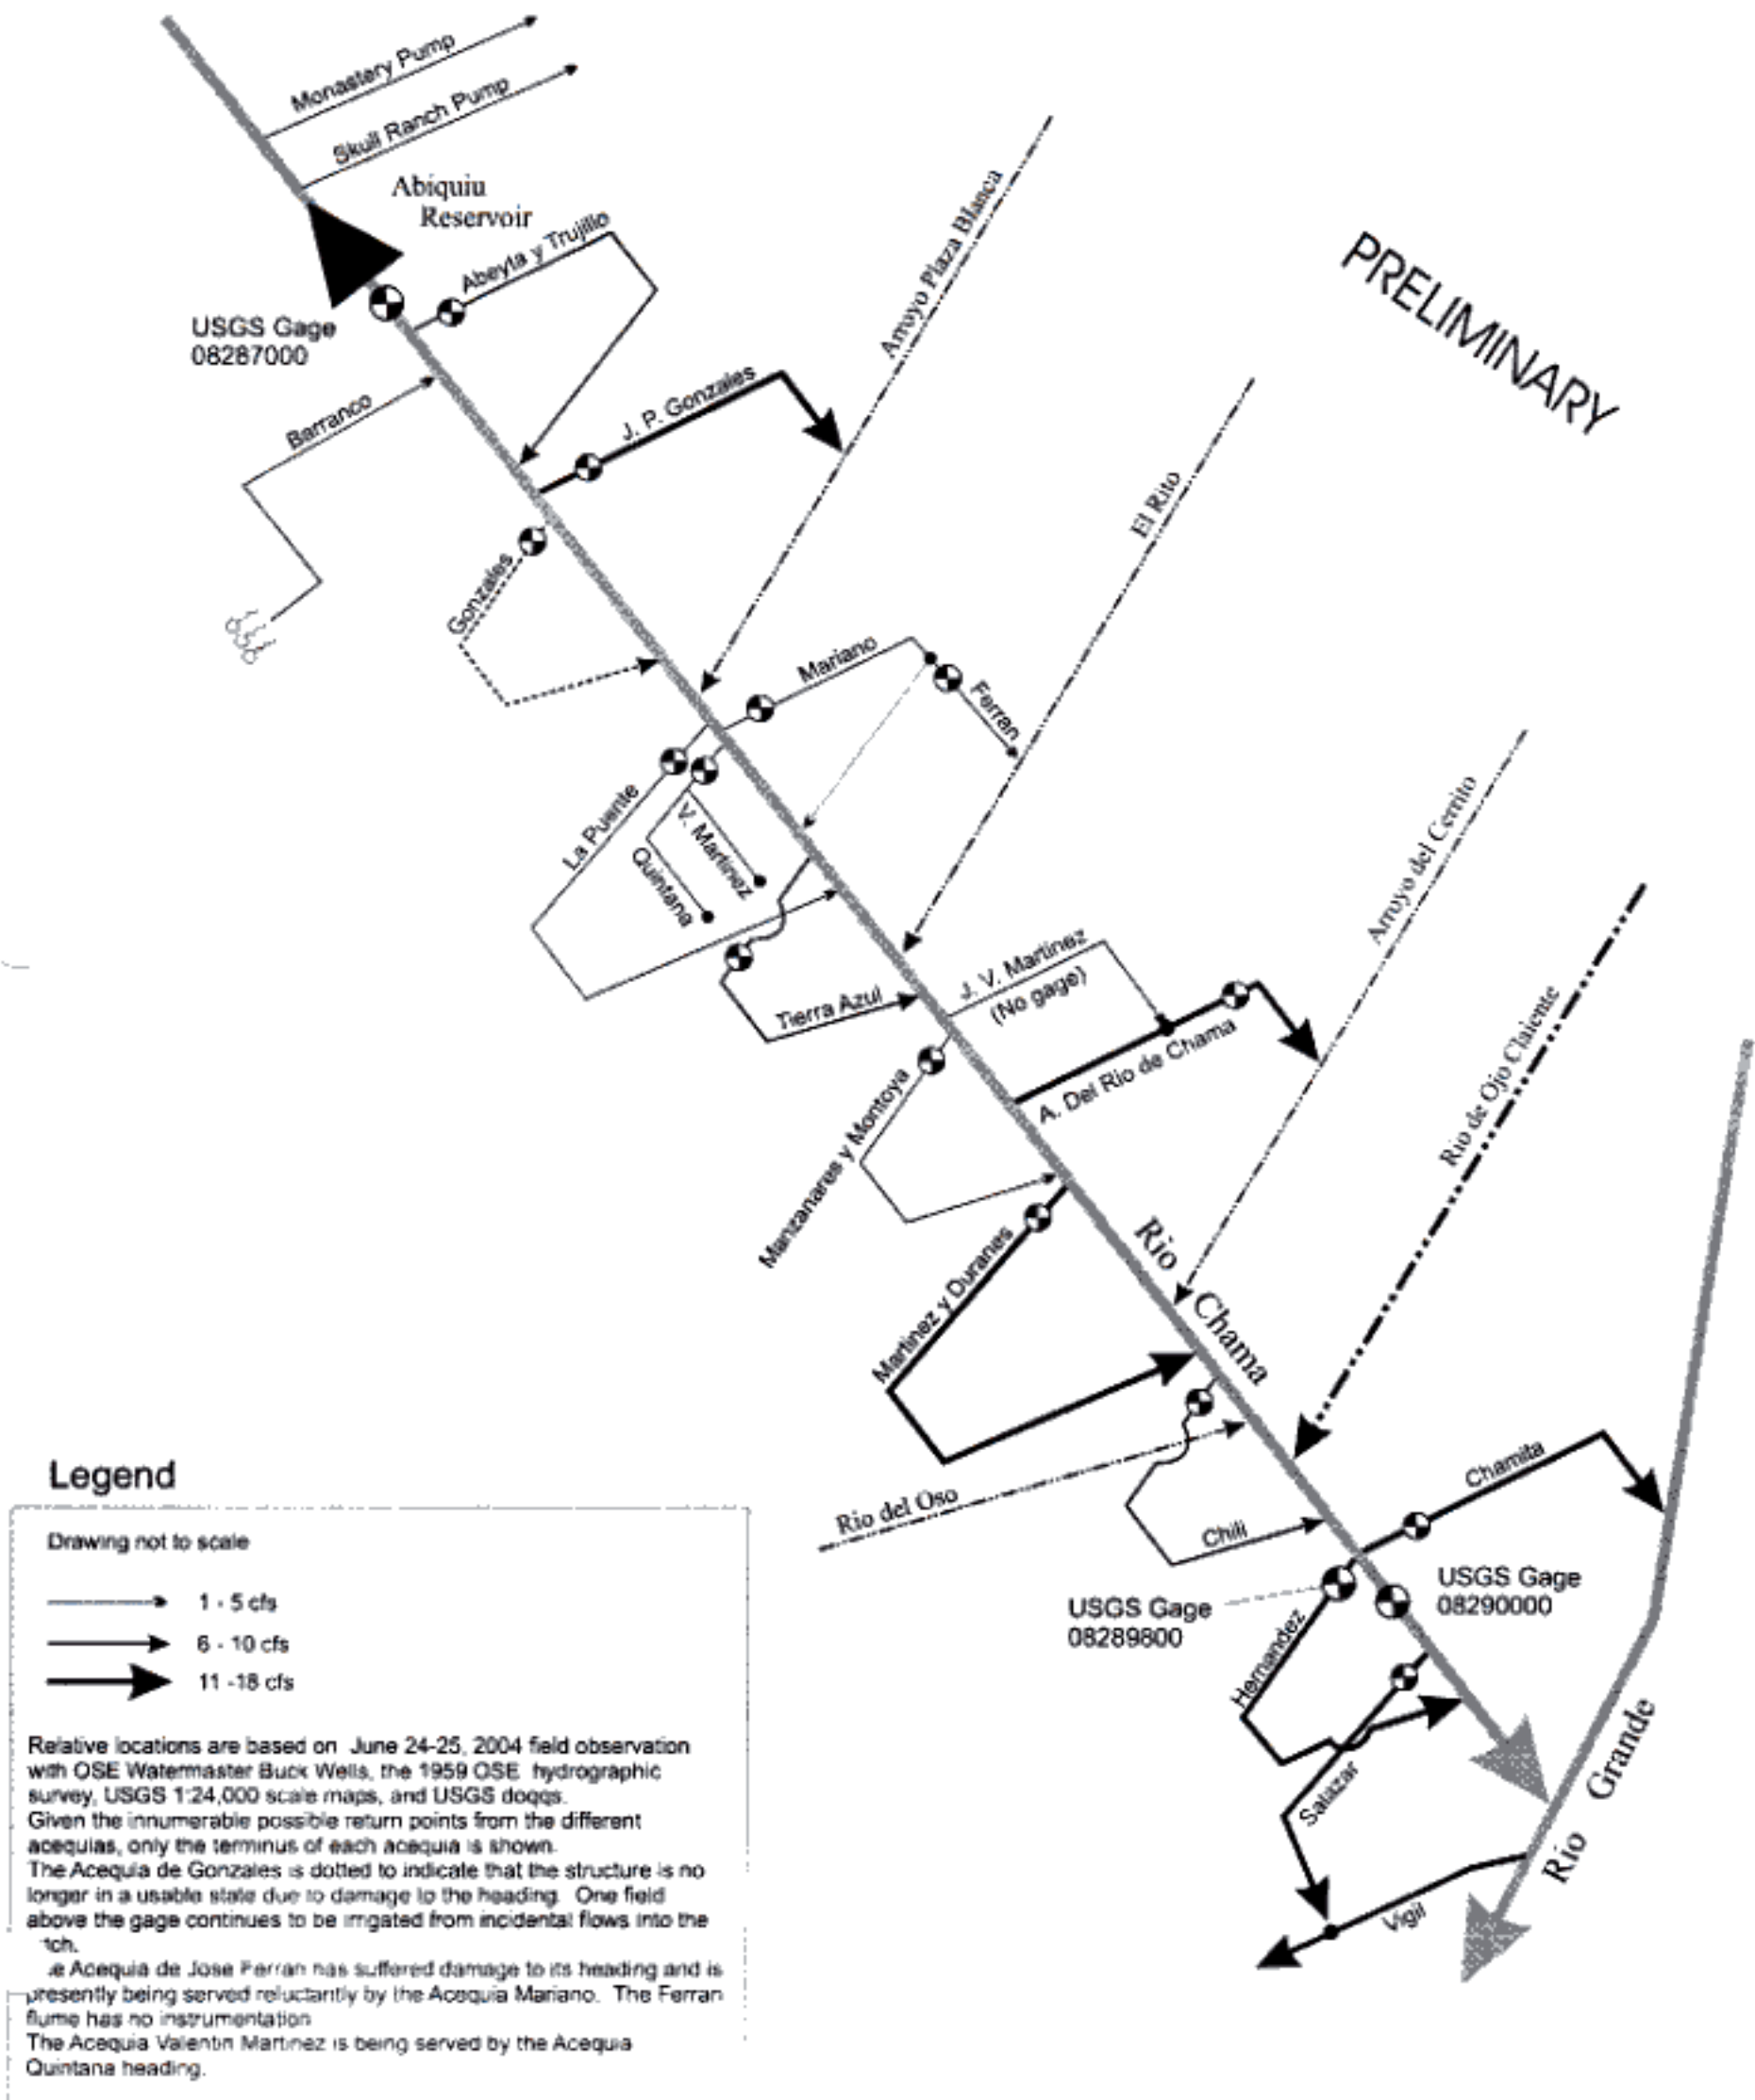 Monastery Pump
Skull Ranch Pump
Abiquiu
Reservoir
Abeyta y Trujillo
USGS Gage
08287000
Arroyo Plaza Blanca
PRELIMINARY
Barranco
J. P. Gonzales
El Rito
Gonzales
Mariano
Ferran
La Puente
V. Martinez
Quintana
Arroyo del Cerrito
J. V. Martinez
(No gage)
Tierra Azul
A. Del Rio de Chama
Rio de Ojo Claiente
Manzanares y Montoya
Rio
Chama
Martinez y Duranes
Rio del Oso
Chili
Chamita
USGS Gage
08290000
USGS Gage
08289800
Hernandez
Salazar
Rio
Grande
Vigil
Legend
Drawing not to scale
1 - 5 cfs
6 - 10 cfs
11 -18 cfs
Relative locations are based on June 24-25, 2004 field observation
with OSE Watermaster Buck Wells, the 1959 OSE hydrographic
survey, USGS 1:24,000 scale maps, and USGS doqqs.
Given the innumerable possible return points from the different
acequias, only the terminus of each acequia is shown.
The Acequia de Gonzales is dotted to indicate that the structure is no
longer in a usable state due to damage to the heading. One field
above the gage continues to be irrigated from incidental flows into the
tch.
e Acequia de Jose Ferran has suffered damage to its heading and is
presently being served reluctantly by the Acequia Mariano. The Ferran
flume has no instrumentation
The Acequia Valentin Martinez is being served by the Acequia
Quintana heading.